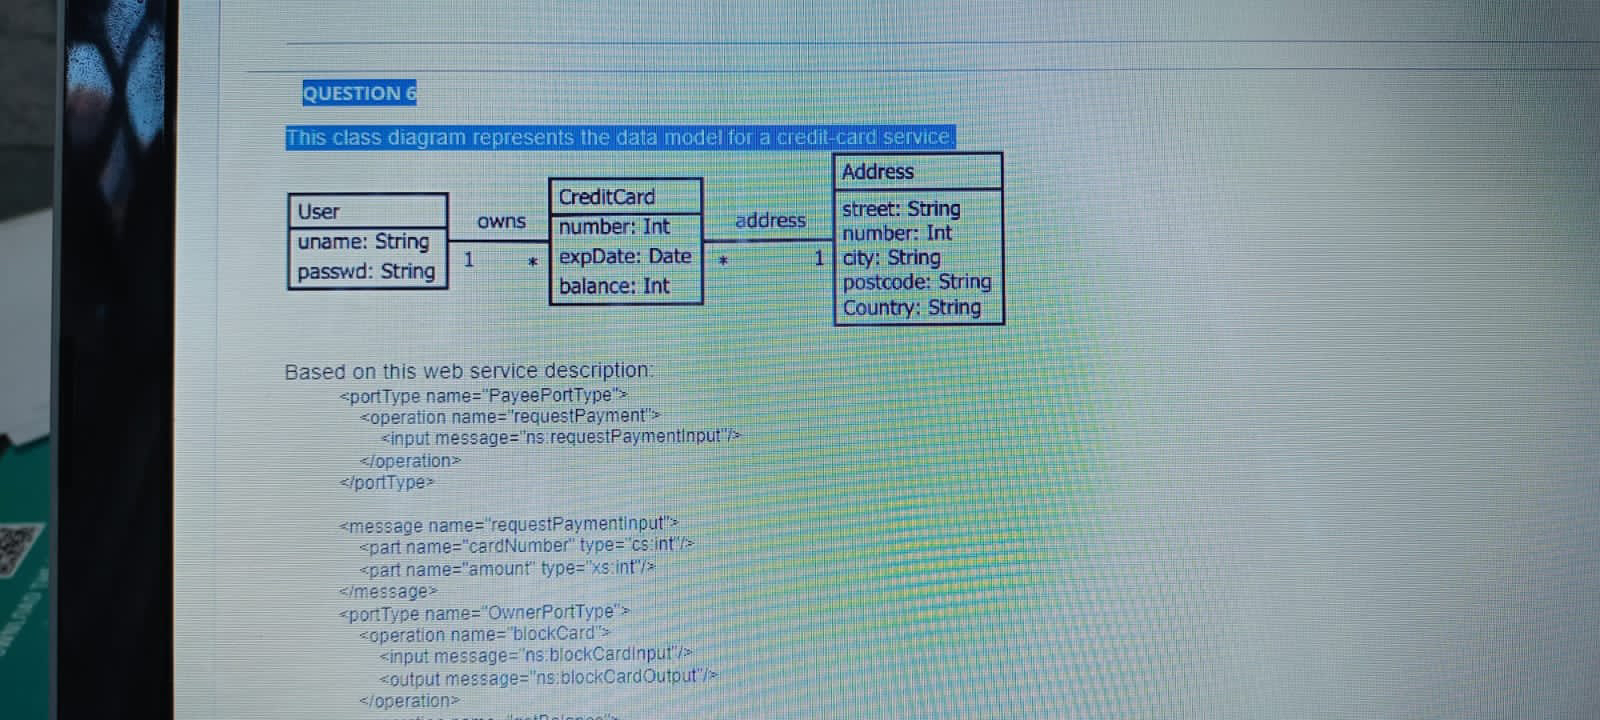 QUESTION 6
This class diagram represents the data model for a credit-card service.
User
uname: String
passwd: String
owns
1
*
CreditCard
number: Int
expDate: Date
balance: Int
address
*
1
Address
street: String
number: Int
city: String
postcode: String
Country: String
Based on this web service description:
<portType name="PayeePortType">
<operation name="requestPayment">
<input message="ns:requestPaymentInput"/>
</operation>
</portType>
<message name="requestPaymentInput">
<part name="cardNumber" type="cs:int"/>
<part name="amount" type="xs:int"/>
</message>
<portType name="OwnerPortType">
<operation name="blockCard">
<input message="ns:blockCardInput"/>
<output message="ns:blockCardOutput"/>
</operation>